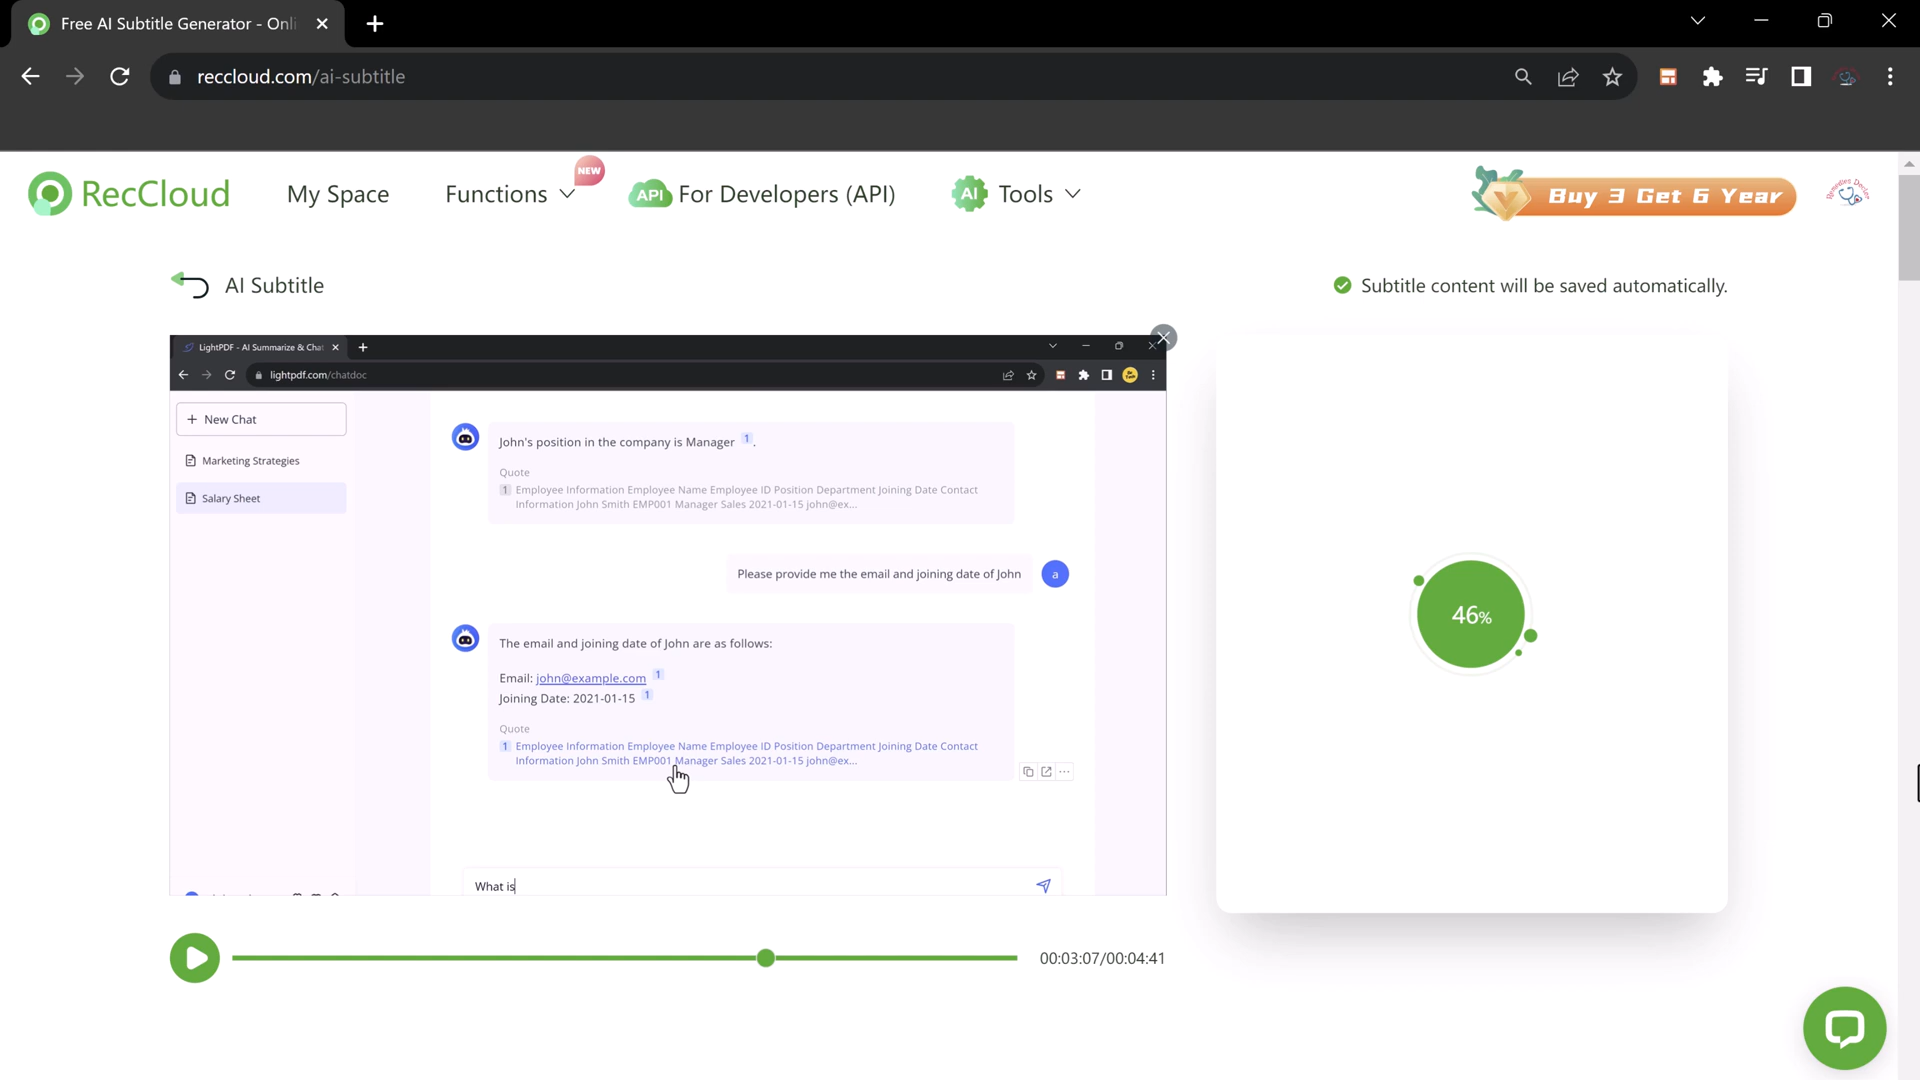 Free AI Subtitle Generator - Onli
reccloud.com/ai-subtitle
RecCloud
My Space
Functions
NEW
API
For Developers (API)
AI
Tools
Buy 3 Get 6 Year
Remedies Doctor
AI Subtitle
Subtitle content will be saved automatically.
LightPDF - AI Summarize & Chat
lightpdf.com/chatdoc
+ New Chat
Marketing Strategies
Salary Sheet
John's position in the company is Manager 1.
Quote
1 Employee Information Employee Name Employee ID Position Department Joining Date Contact
Information John Smith EMP001 Manager Sales 2021-01-15 john@ex...
Please provide me the email and joining date of John
a
The email and joining date of John are as follows:
Email: john@example.com 1
Joining Date: 2021-01-15 1
Quote
1 Employee Information Employee Name Employee ID Position Department Joining Date Contact
Information John Smith EMP001 Manager Sales 2021-01-15 john@ex...
What is
46%
00:03:07/00:04:41